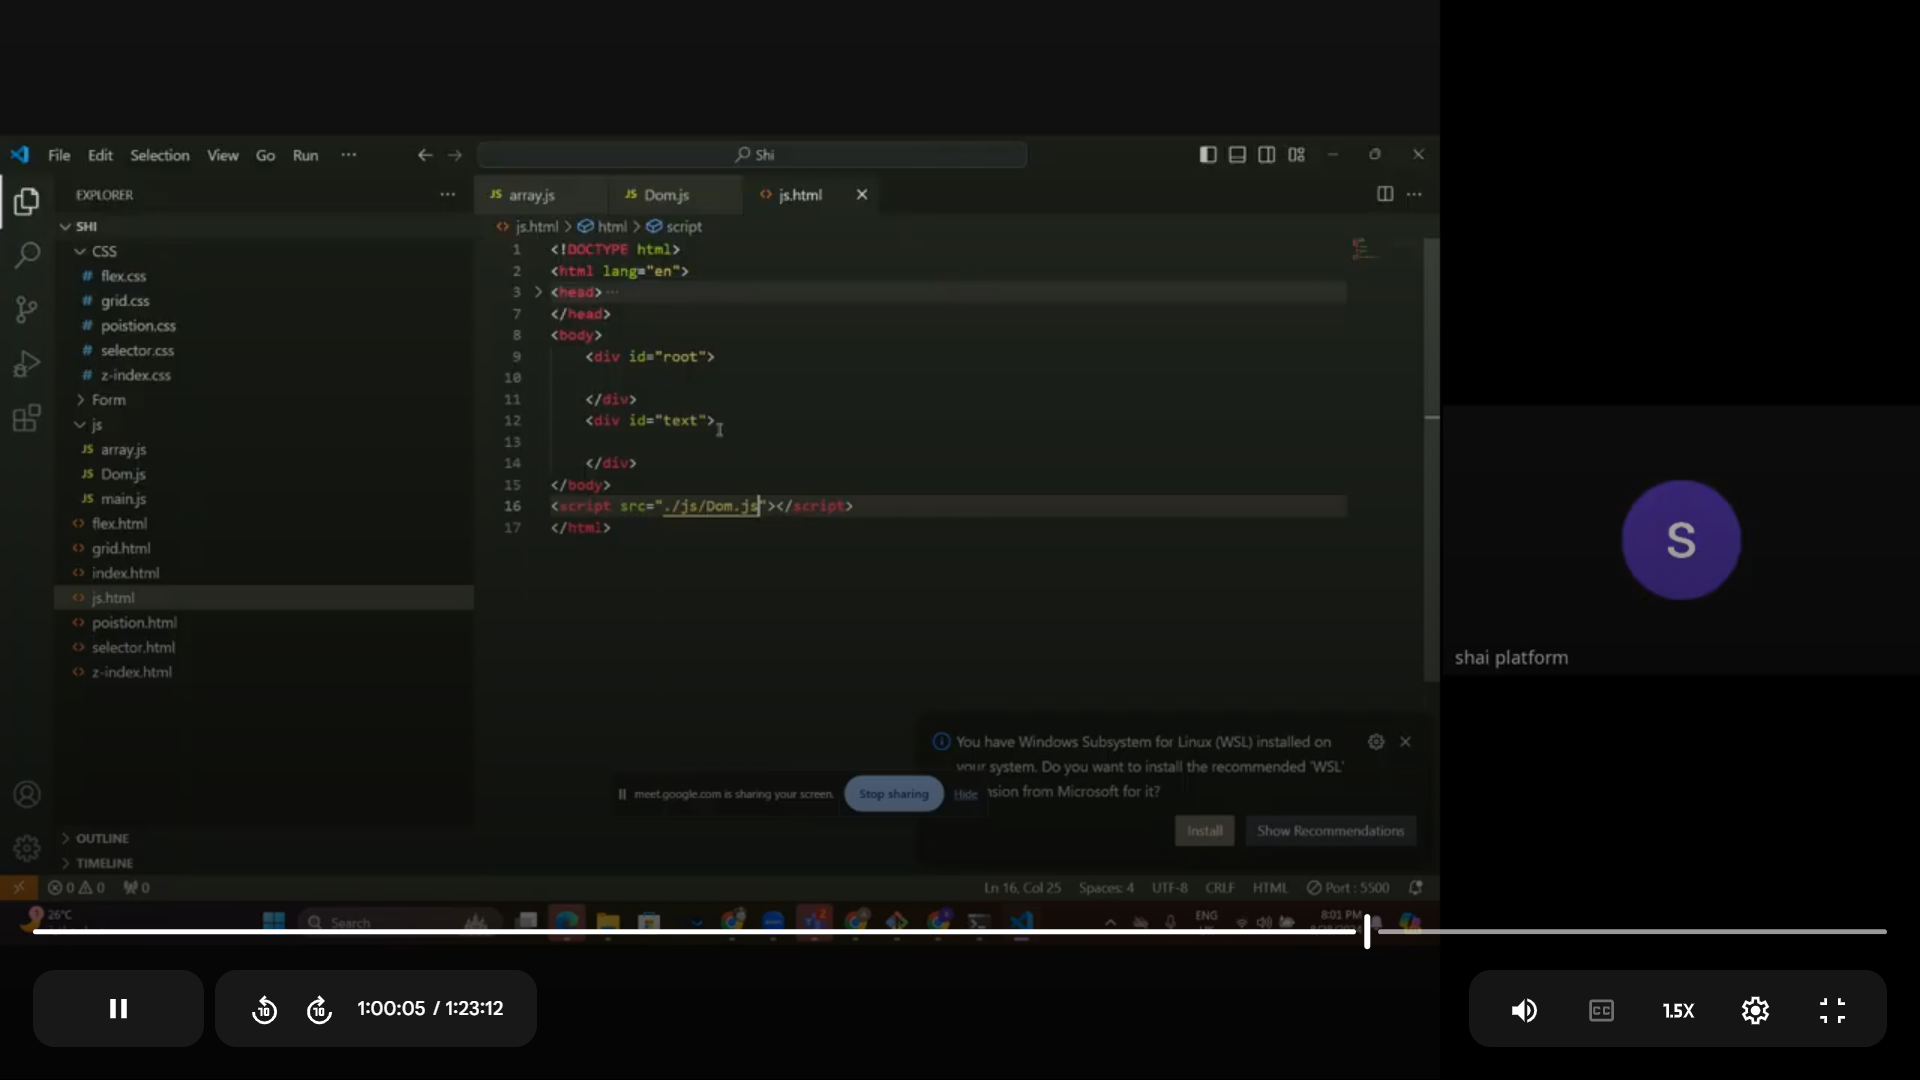 File Edit Selection View Go Run ···
Shi
EXPLORER
array.js
Dom.js
js.html
SHI
js.html > html > script
CSS
flex.css
grid.css
poistion.css
selector.css
z-index.css
Form
js
array.js
Dom.js
main.js
flex.html
grid.html
index.html
js.html
poistion.html
selector.html
z-index.html
1 <!DOCTYPE html>
2 <html lang="en">
3 <head> ···
7 </head>
8 <body>
9 <div id="root">
10
11 </div>
12 <div id="text">
13
14 </div>
15 </body>
16 <script src="./js/Dom.js"></script>
17 </html>
S
shai platform
You have Windows Subsystem for Linux (WSL) installed on
your system. Do you want to install the recommended 'WSL'
nsion from Microsoft for it?
meet.google.com is sharing your screen.
Stop sharing
Hide
Install
Show Recommendations
OUTLINE
TIMELINE
0 0 0
Ln 16, Col 25 Spaces: 4 UTF-8 CRLF HTML Port : 5500
1
26°C
Search
2
ENG
8:01 PM
10 10 1:00:05 / 1:23:12
CC
1.5X